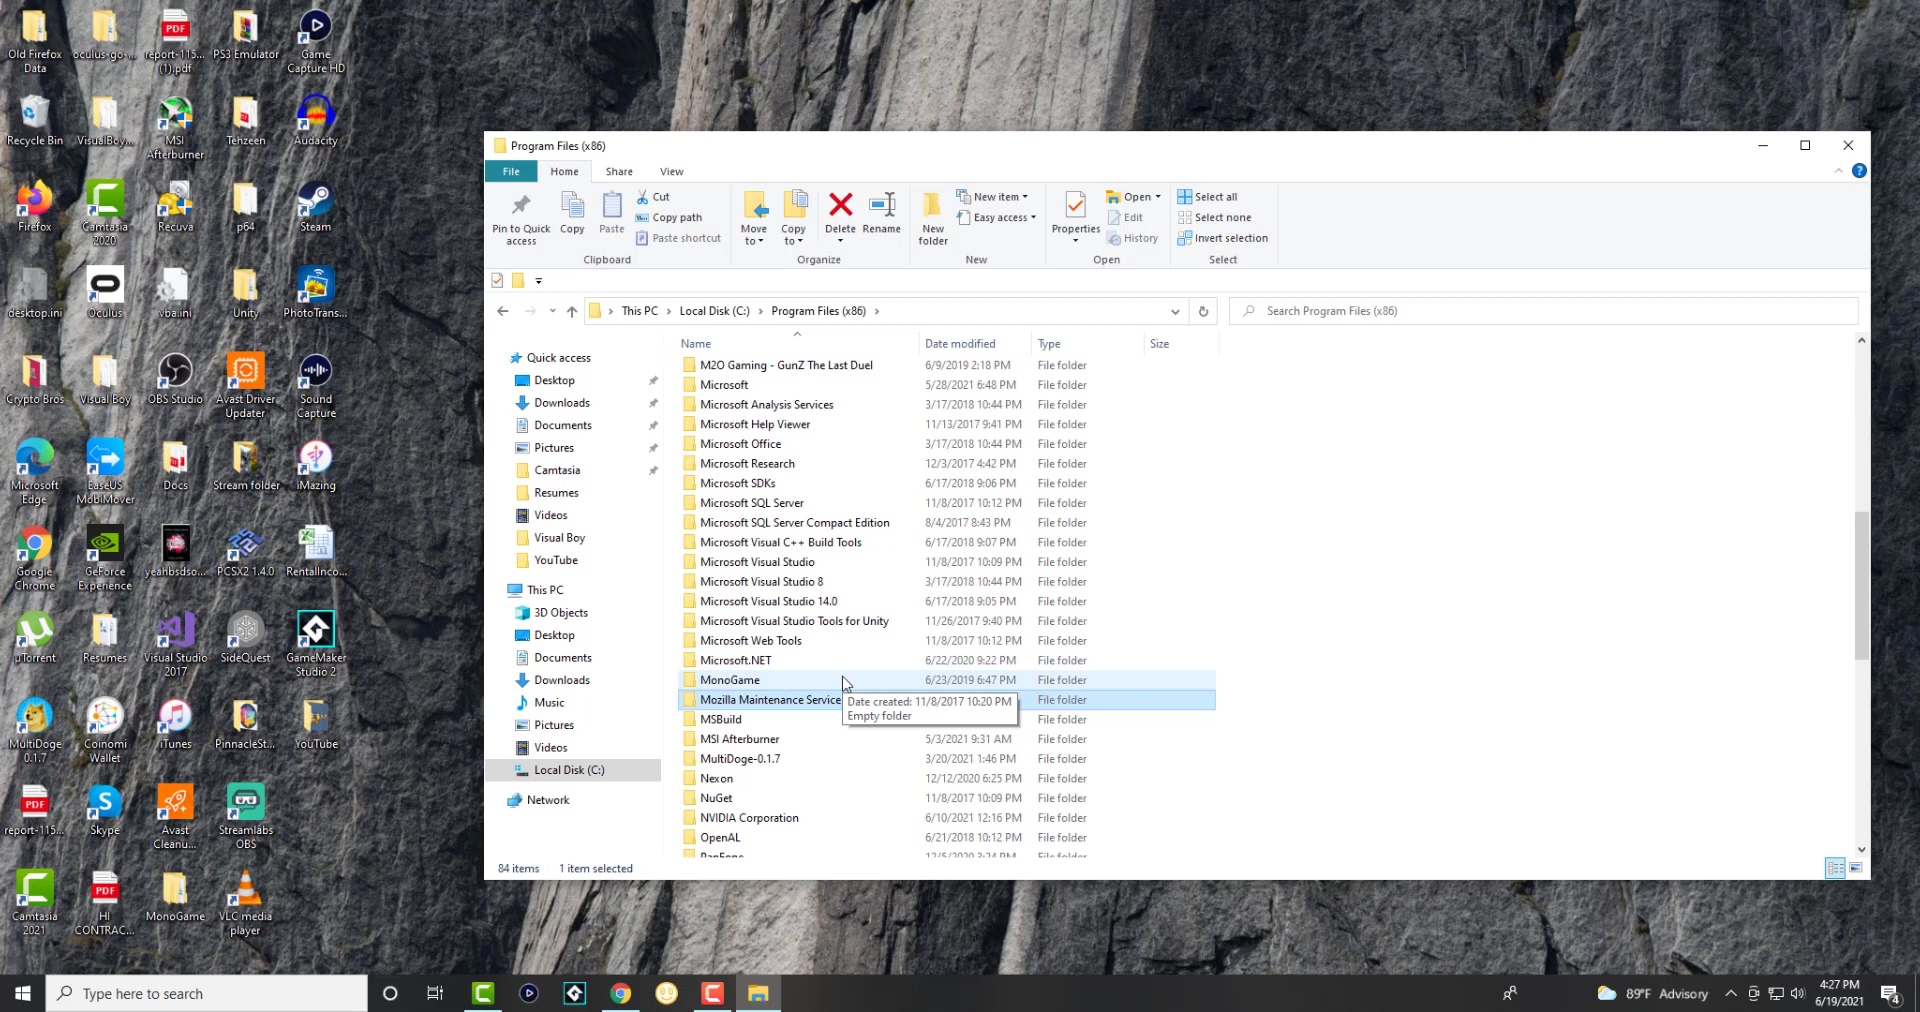 Old Firefox
Data
oculus-go-...
report-115...
(1).pdf
PS3 Emulator
Game
Capture HD
Recycle Bin
VisualBoy...
MSI
Afterburner
Tehzeen
Audacity
Firefox
Camtasia
2020
Recuva
p64
Steam
desktop.ini
Oculus
vba.ini
Unity
PhotoTrans...
Crypto Bros
Visual Boy
OBS Studio
Avast Driver
Updater
Sound
Capture
Microsoft
Edge
EaseUS
MobiMover
Docs
Stream folder
iMazing
Google
Chrome
GeForce
Experience
yeahbsdso...
PCSX2 1.4.0
RentalInco...
µTorrent
Resumes
Visual Studio
2017
SideQuest
GameMaker
Studio 2
MultiDoge
0.1.7
Coinomi
Wallet
iTunes
PinnacleSt...
YouTube
report-115...
Skype
Avast
Cleanu...
Streamlabs
OBS
Camtasia
2021
HI
CONTRAC...
MonoGame
VLC media
player
Program Files (x86)
File Home Share View
Pin to Quick
access
Copy
Paste
Cut
Copy path
Paste shortcut
Clipboard
Move
to
Copy
to
Delete
Rename
Organize
New
folder
New item
Easy access
New
Properties
Open
Edit
History
Open
Select all
Select none
Invert selection
Select
This PC > Local Disk (C:) > Program Files (x86) >
Search Program Files (x86)
Quick access
Desktop
Downloads
Documents
Pictures
Camtasia
Resumes
Videos
Visual Boy
YouTube
This PC
3D Objects
Desktop
Documents
Downloads
Music
Pictures
Videos
Local Disk (C:)
Network
Name Date modified Type Size
M2O Gaming - GunZ The Last Duel 6/9/2019 2:18 PM File folder
Microsoft 5/28/2021 6:48 PM File folder
Microsoft Analysis Services 3/17/2018 10:44 PM File folder
Microsoft Help Viewer 11/13/2017 9:41 PM File folder
Microsoft Office 3/17/2018 10:44 PM File folder
Microsoft Research 12/3/2017 4:42 PM File folder
Microsoft SDKs 6/17/2018 9:06 PM File folder
Microsoft SQL Server 11/8/2017 10:12 PM File folder
Microsoft SQL Server Compact Edition 8/4/2017 8:43 PM File folder
Microsoft Visual C++ Build Tools 6/17/2018 9:07 PM File folder
Microsoft Visual Studio 11/8/2017 10:09 PM File folder
Microsoft Visual Studio 8 3/17/2018 10:44 PM File folder
Microsoft Visual Studio 14.0 6/17/2018 9:05 PM File folder
Microsoft Visual Studio Tools for Unity 11/26/2017 9:40 PM File folder
Microsoft Web Tools 11/8/2017 10:12 PM File folder
Microsoft.NET 6/22/2020 9:22 PM File folder
MonoGame 6/23/2019 6:47 PM File folder
Mozilla Maintenance Service File folder
Date created: 11/8/2017 10:20 PM
Empty folder
MSBuild File folder
MSI Afterburner 5/3/2021 9:31 AM File folder
MultiDoge-0.1.7 3/20/2021 1:46 PM File folder
Nexon 12/12/2020 6:25 PM File folder
NuGet 11/8/2017 10:09 PM File folder
NVIDIA Corporation 6/10/2021 12:16 PM File folder
OpenAL 6/21/2018 10:12 PM File folder
84 items 1 item selected
Type here to search
89°F Advisory
4:27 PM
6/19/2021
4